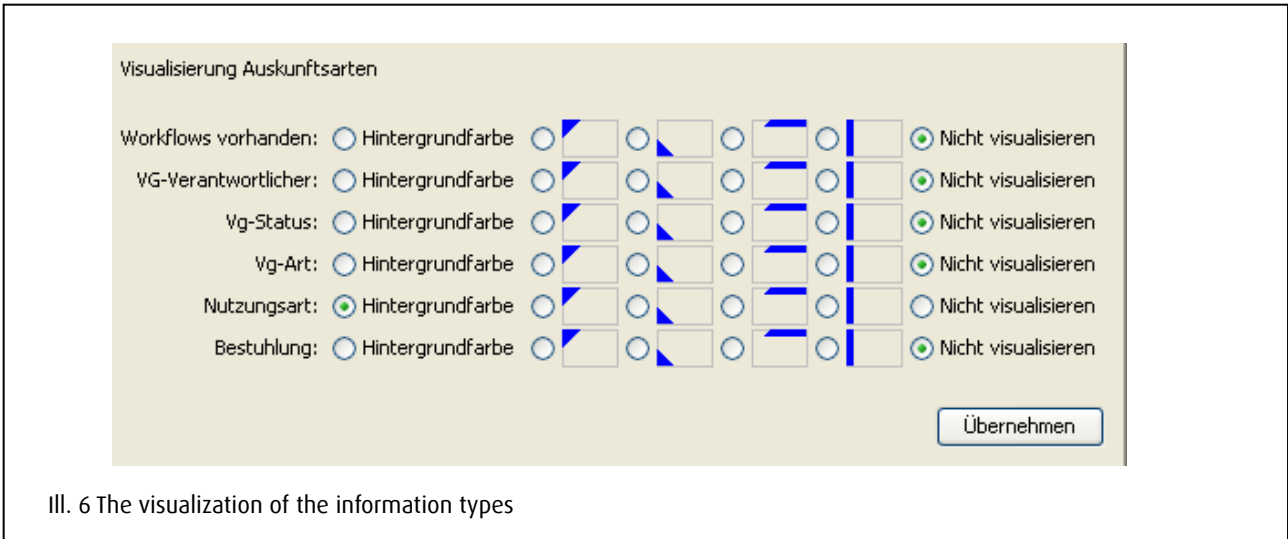 Visualisierung Auskunftsarten
Workflows vorhanden: Hintergrundfarbe Nicht visualisieren
VG-Verantwortlicher: Hintergrundfarbe Nicht visualisieren
Vg-Status: Hintergrundfarbe Nicht visualisieren
Vg-Art: Hintergrundfarbe Nicht visualisieren
Nutzungsart: Hintergrundfarbe Nicht visualisieren
Bestuhlung: Hintergrundfarbe Nicht visualisieren
Übernehmen
Ill. 6 The visualization of the information types